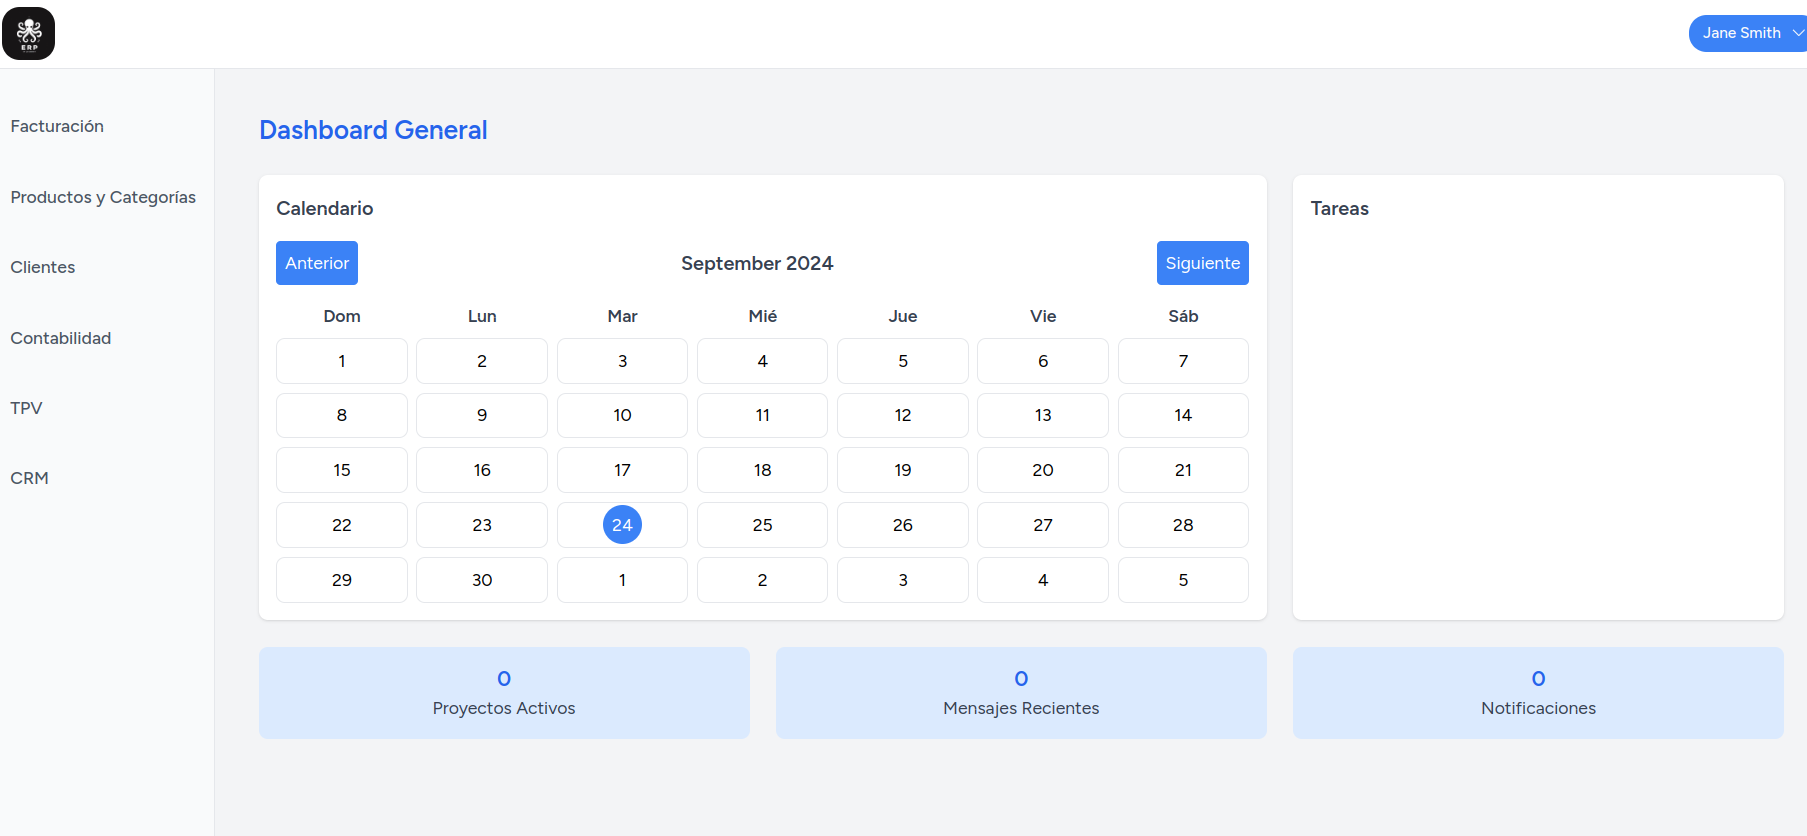 ERP
Jane Smith
Facturación
Productos y Categorías
Clientes
Contabilidad
TPV
CRM
Dashboard General
Calendario
Anterior
September 2024
Siguiente
Dom Lun Mar Mié Jue Vie Sáb
1 2 3 4 5 6 7
8 9 10 11 12 13 14
15 16 17 18 19 20 21
22 23 24 25 26 27 28
29 30 1 2 3 4 5
Tareas
0
Proyectos Activos
0
Mensajes Recientes
0
Notificaciones